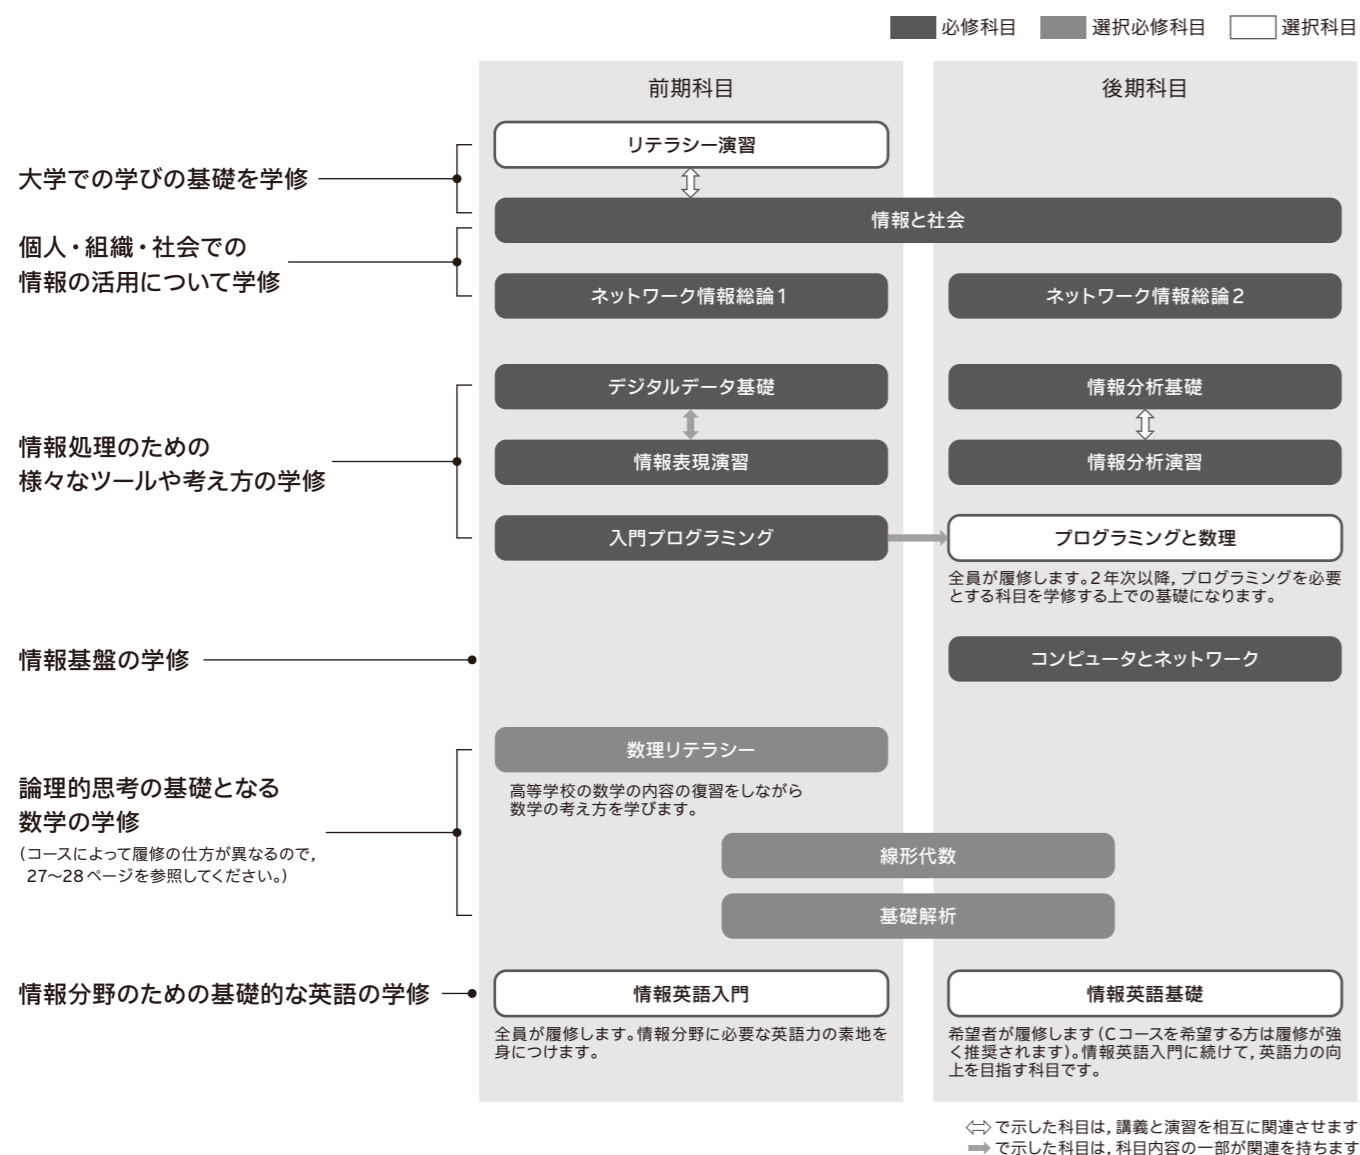 必修科目 選択必修科目 選択科目
前期科目 後期科目
リテラシー演習
大学での学びの基礎を学修
情報と社会
個人・組織・社会での
情報の活用について学修
ネットワーク情報総論1 ネットワーク情報総論2
デジタルデータ基礎 情報分析基礎
情報処理のための
様々なツールや考え方の学修
情報表現演習 情報分析演習
入門プログラミング プログラミングと数理
全員が履修します。2年次以降,プログラミングを必要
とする科目を学修する上での基礎になります。
情報基盤の学修 コンピュータとネットワーク
数理リテラシー
高等学校の数学の内容の復習をしながら
数学の考え方を学びます。
論理的思考の基礎となる
数学の学修
(コースによって履修の仕方が異なるので,
27〜28ページを参照してください。)
線形代数
基礎解析
情報分野のための基礎的な英語の学修
情報英語入門 情報英語基礎
全員が履修します。情報分野に必要な英語力の素地を
身につけます。
希望者が履修します(Cコースを希望する方は履修が強
く推奨されます)。情報英語入門に続けて,英語力の向
上を目指す科目です。
⇔で示した科目は,講義と演習を相互に関連させます
➡で示した科目は,科目内容の一部が関連を持ちます